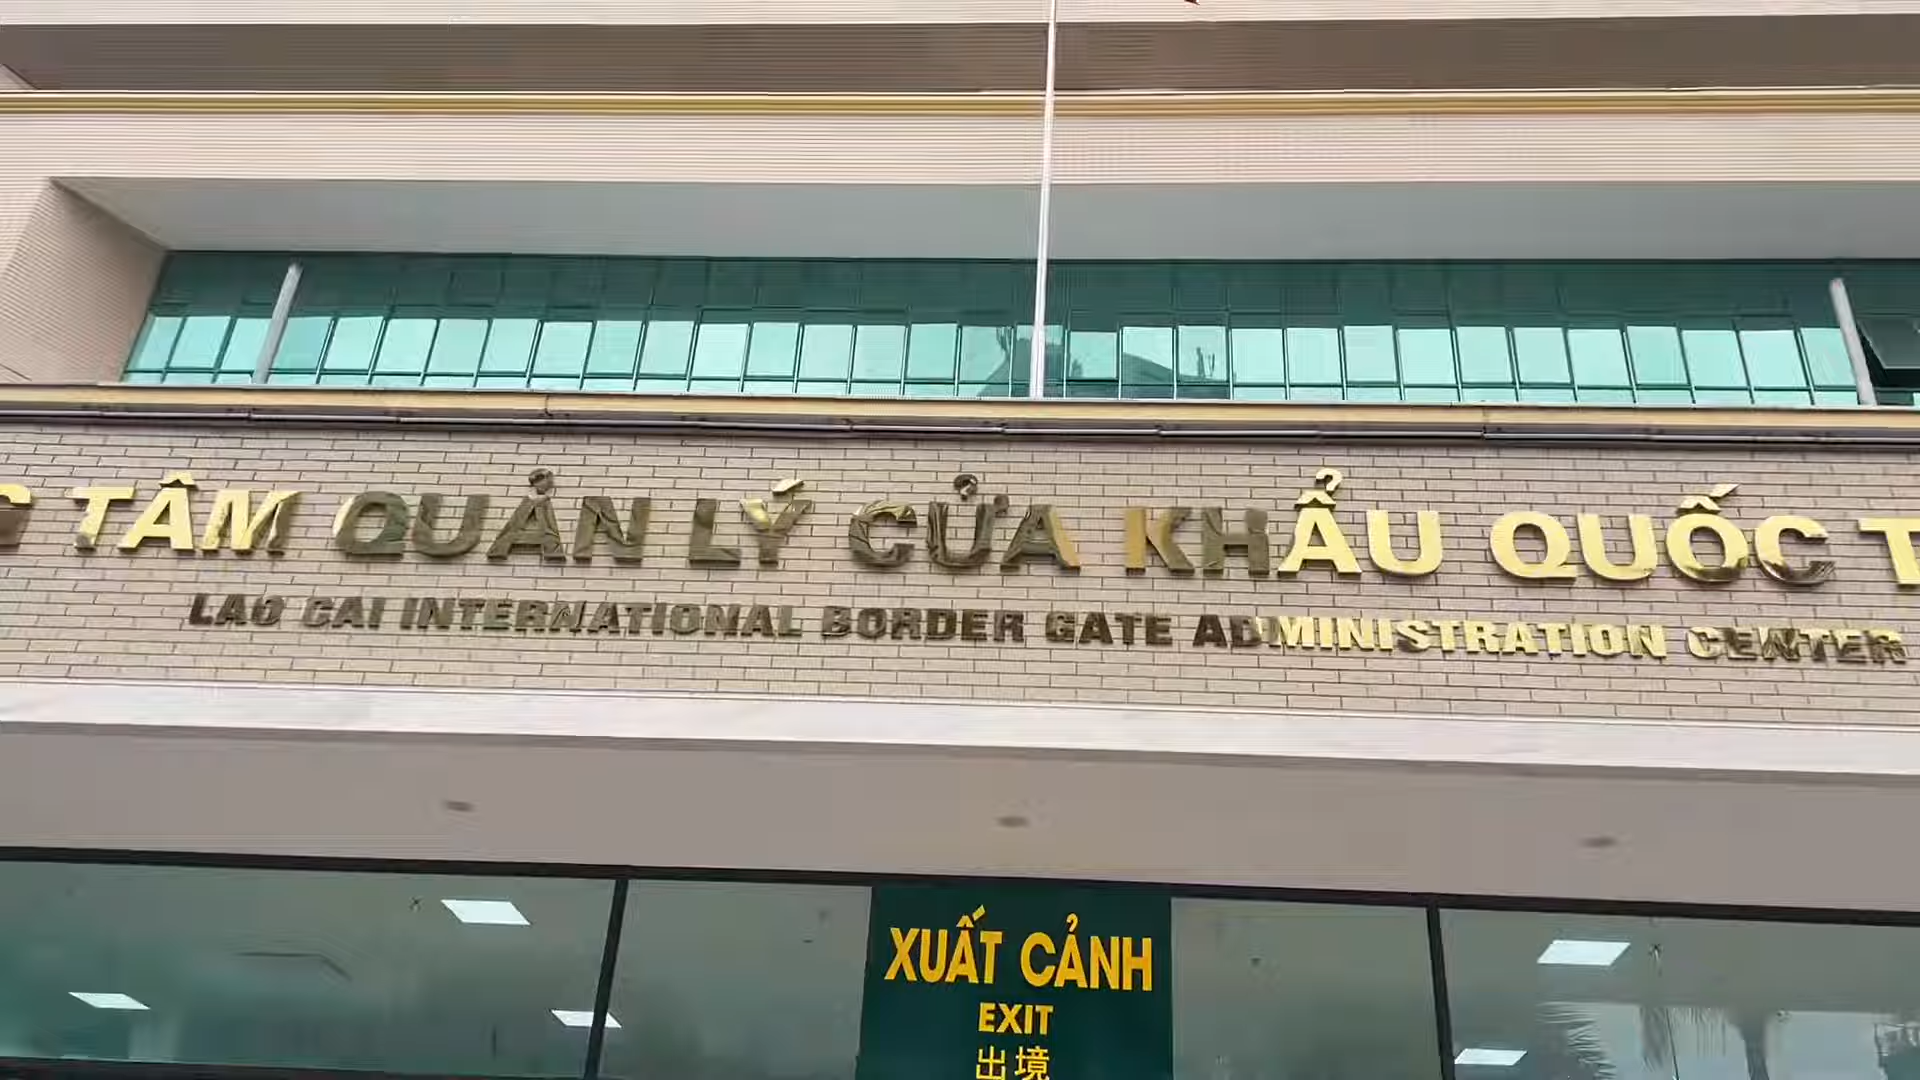 TÂM QUẢN LÝ CỬA KHẨU QUỐC
LAO CAI INTERNATIONAL BORDER GATE ADMINISTRATION CENTER
XUẤT CẢNH
EXIT
出境